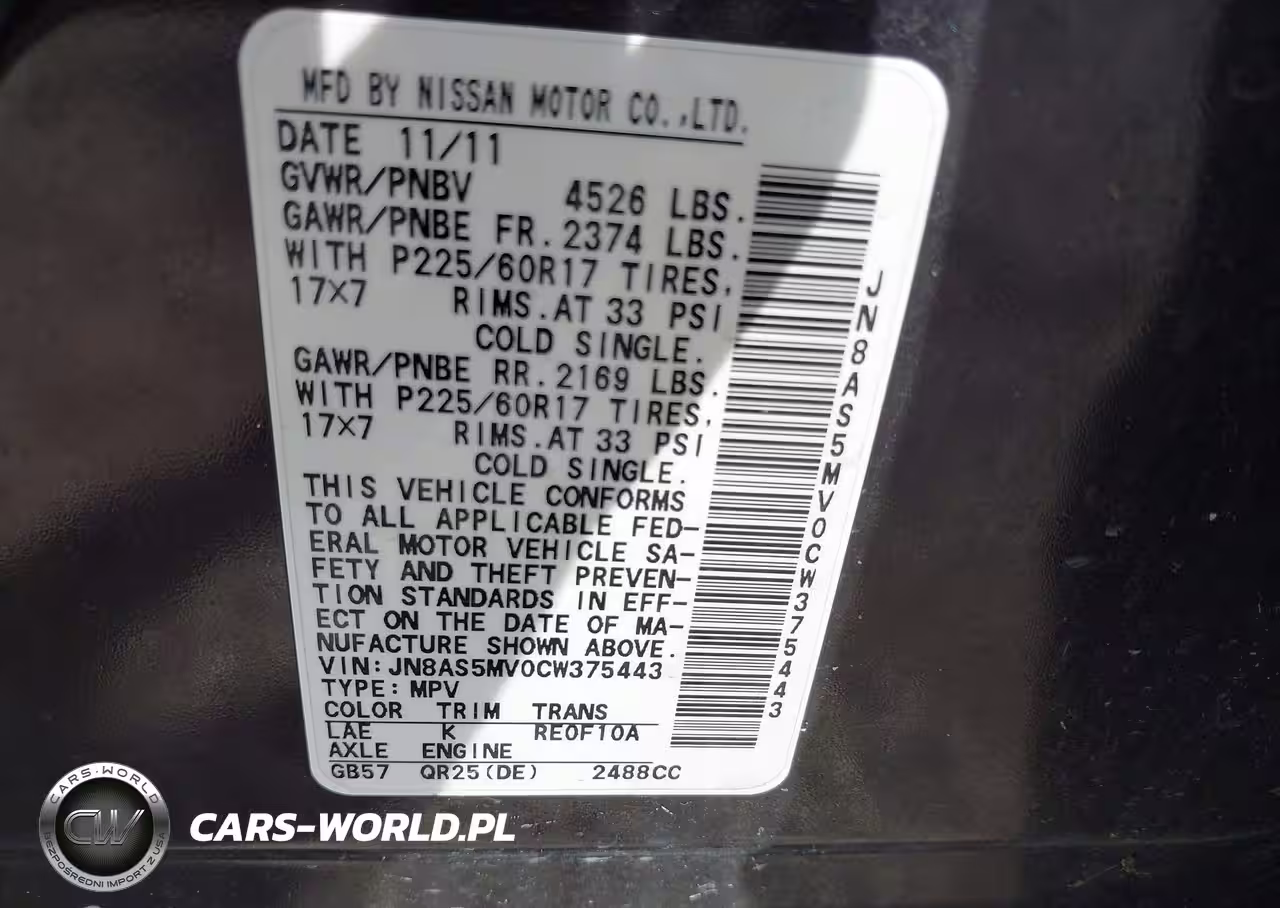 MFD BY NISSAN MOTOR CO.,LTD.
DATE 11/11
GVWR/PNBV 4526 LBS.
GAWR/PNBE FR. 2374 LBS.
WITH P225/60R17 TIRES,
17×7 RIMS.AT 33 PSI
COLD SINGLE.
GAWR/PNBE RR. 2169 LBS.
WITH P225/60R17 TIRES,
17×7 RIMS.AT 33 PSI
COLD SINGLE.
THIS VEHICLE CONFORMS
TO ALL APPLICABLE FED-
ERAL MOTOR VEHICLE SA-
FETY AND THEFT PREVEN-
TION STANDARDS IN EFF-
ECT ON THE DATE OF MA-
NUFACTURE SHOWN ABOVE.
VIN:JN8AS5MV0CW375443
TYPE:MPV
COLOR TRIM TRANS
LAE K RE0F10A
AXLE ENGINE
GB57 QR25(DE) 2488CC
JN8AS5MV0CW375443
CARS-WORLD
CW
BEZPOŚREDNI IMPORT Z USA
CARS-WORLD.PL